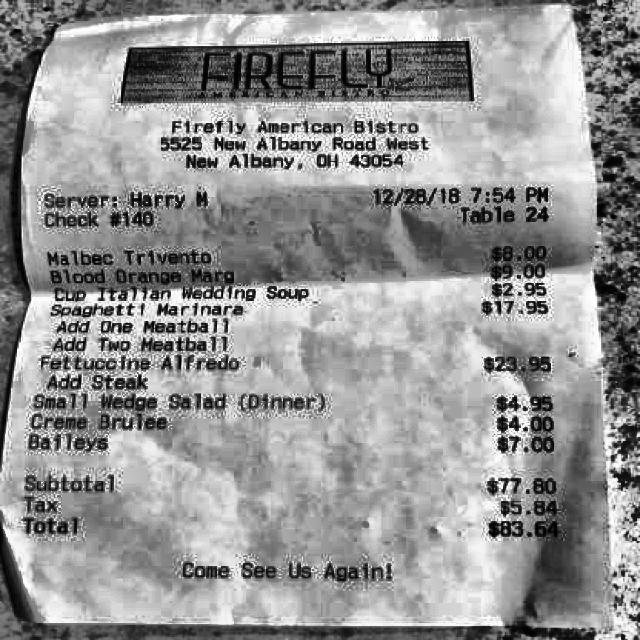 FIREFLY
Firefly American Bistro
5525 New Albany Road West
New Albany, OH 43054
Server: Harry M 12/28/18 7:54 PM
Check #140 Table 24
Malbec Trivento $8.00
Blood Orange Marg $9.00
Cup Italian Wedding Soup $2.95
Spaghetti Marinara $17.95
Add One Meatball
Add Two Meatball
Fettuccine Alfredo $23.95
Add Steak
Small Wedge Salad (Dinner) $4.95
Creme Brulee $4.00
Baileys $7.00
Subtotal $77.80
Tax $5.84
Total $83.64
Come See Us Again!